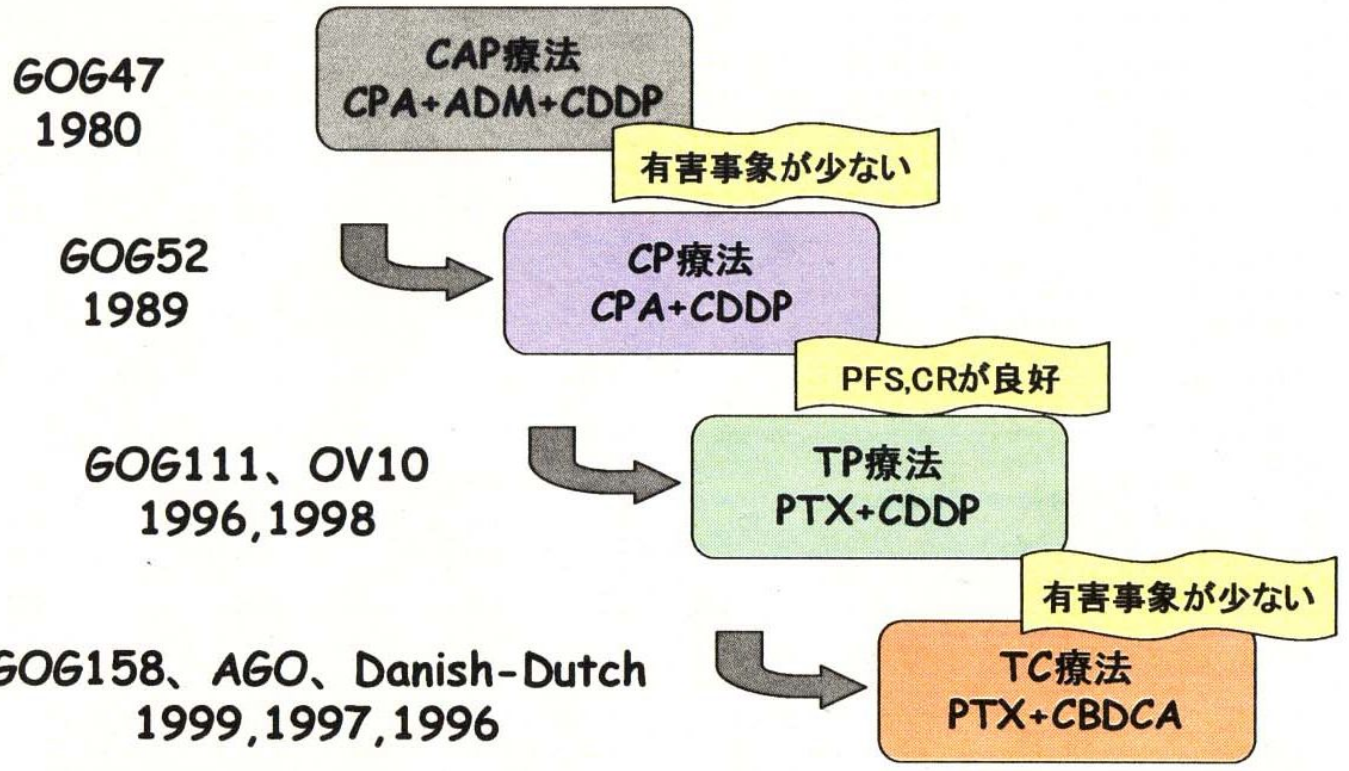 GOG47
1980
CAP療法
CPA+ADM+CDDP
有害事象が少ない
GOG52
1989
CP療法
CPA+CDDP
PFS,CRが良好
GOG111、OV10
1996,1998
TP療法
PTX+CDDP
有害事象が少ない
GOG158、AGO、Danish-Dutch
1999,1997,1996
TC療法
PTX+CBDCA